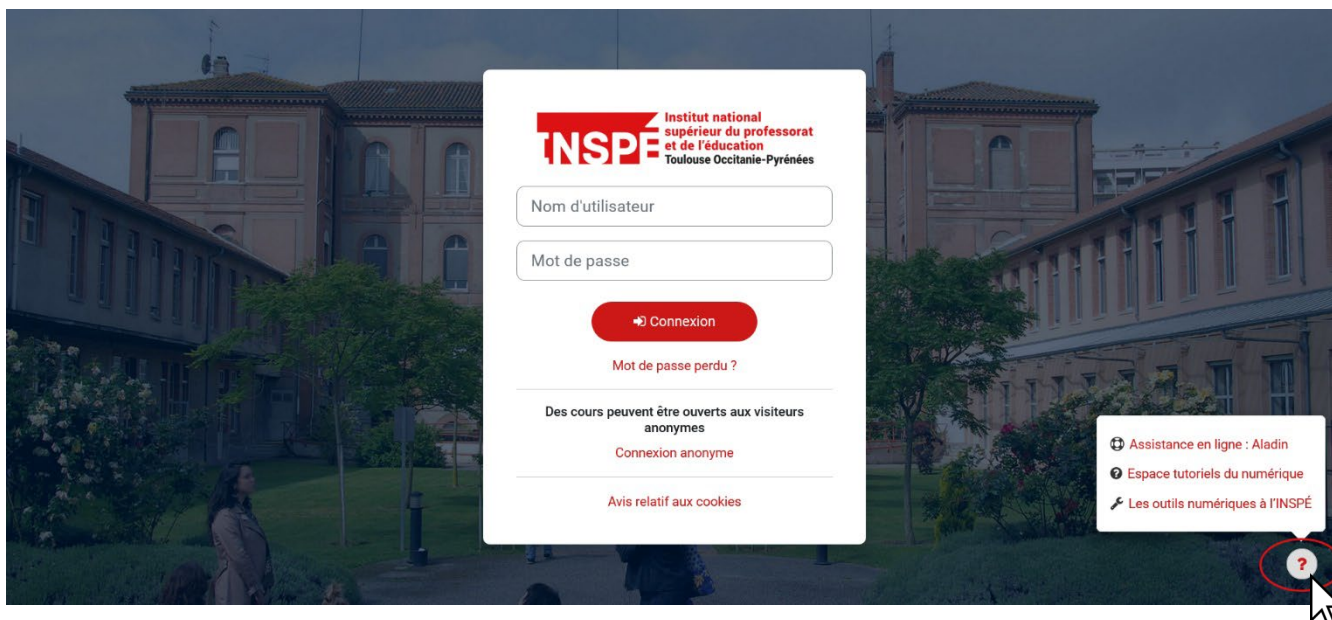 INSPÉ
Institut national
supérieur du professorat
et de l'éducation
Toulouse Occitanie-Pyrénées
Nom d'utilisateur
Mot de passe
Connexion
Mot de passe perdu ?
Des cours peuvent être ouverts aux visiteurs
anonymes
Connexion anonyme
Avis relatif aux cookies
Assistance en ligne : Aladin
Espace tutoriels du numérique
Les outils numériques à l'INSPÉ
?